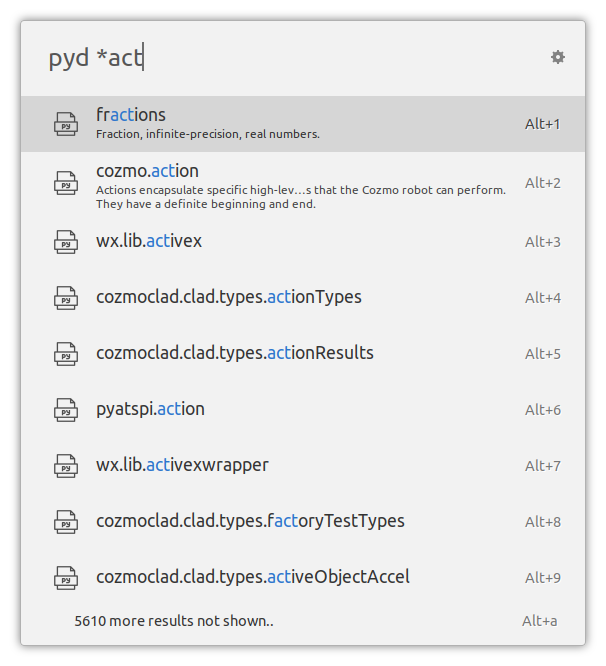 pyd *act
fractions
Fraction, infinite-precision, real numbers.
Alt+1
cozmo.action
Actions encapsulate specific high-lev…s that the Cozmo robot can perform.
They have a definite beginning and end.
Alt+2
wx.lib.activex
Alt+3
cozmoclad.clad.types.actionTypes
Alt+4
cozmoclad.clad.types.actionResults
Alt+5
pyatspi.action
Alt+6
wx.lib.activexwrapper
Alt+7
cozmoclad.clad.types.factoryTestTypes
Alt+8
cozmoclad.clad.types.activeObjectAccel
Alt+9
5610 more results not shown..
Alt+a